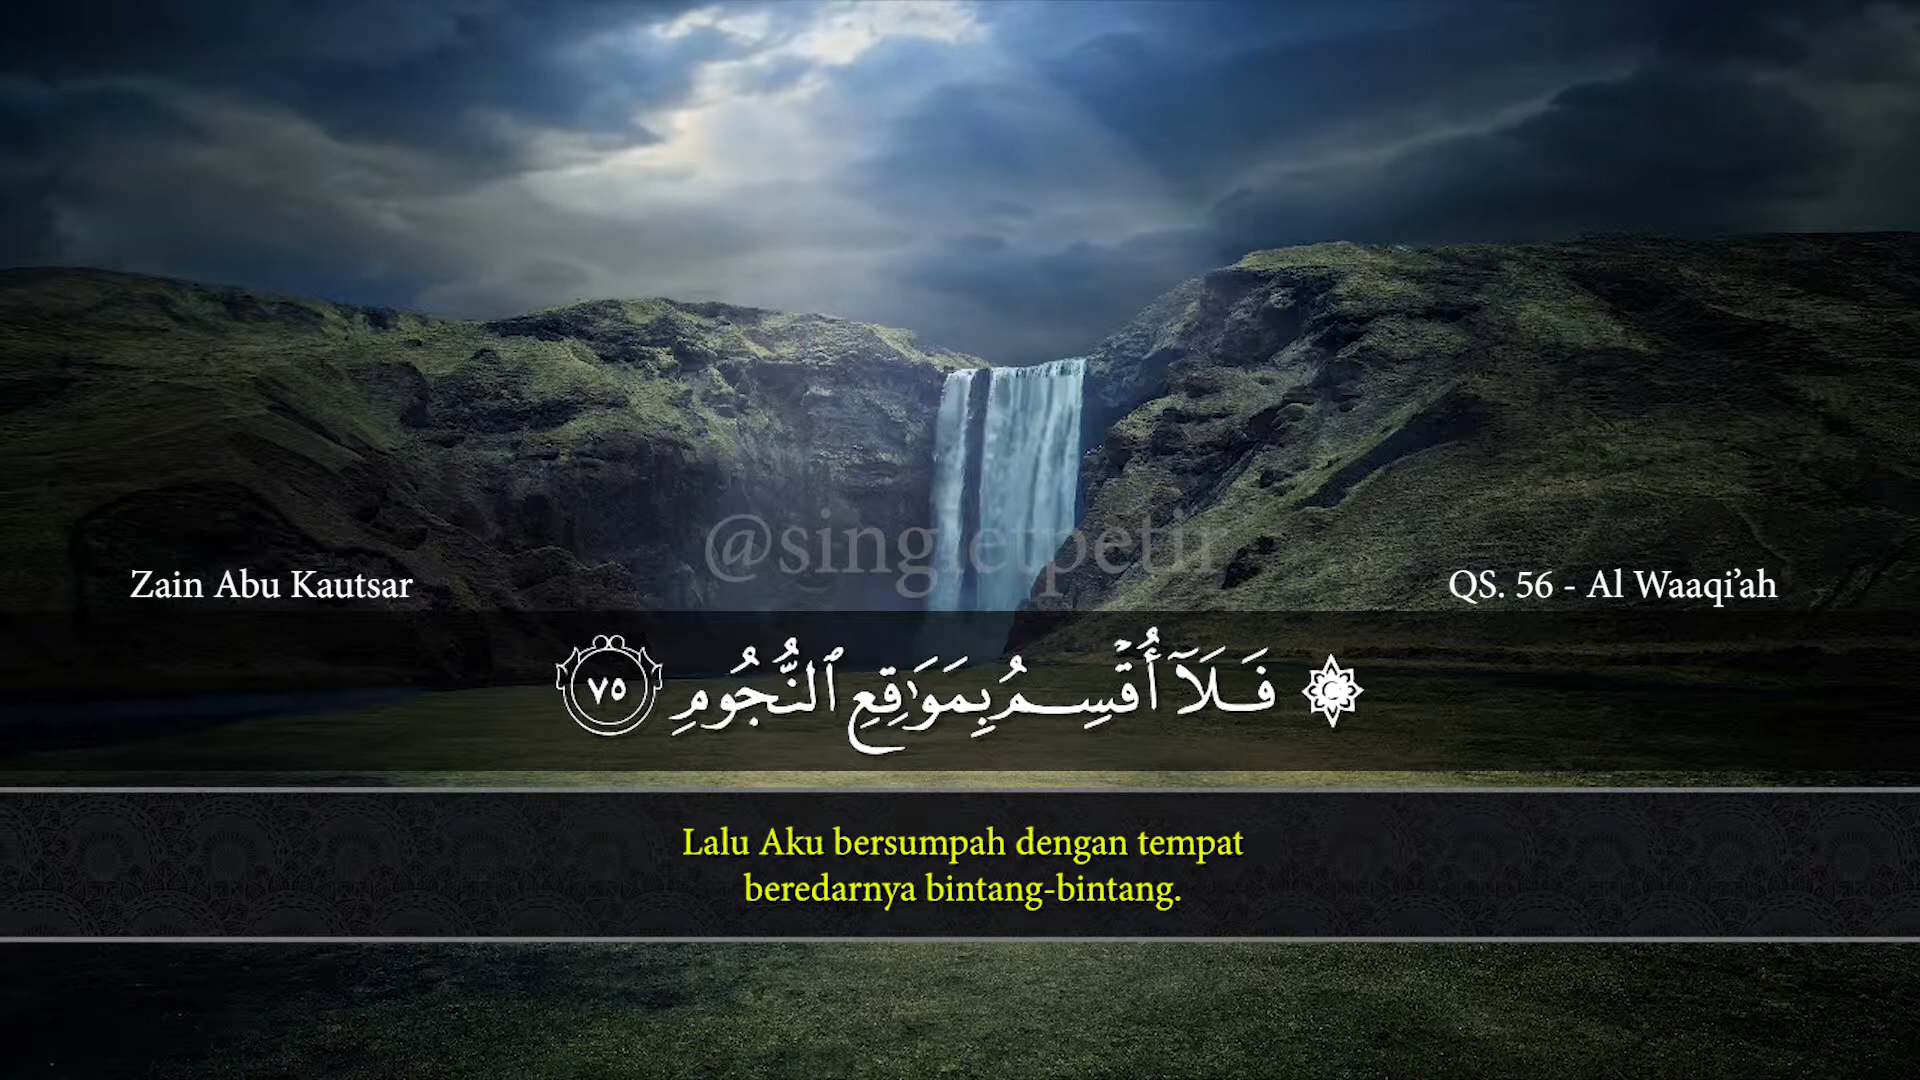 @singletpetir
Zain Abu Kautsar
QS. 56 - Al Waaqi’ah
۞ فَلَآ أُقْسِمُ بِمَوَٰقِعِ ٱلنُّجُومِ ٧٥
Lalu Aku bersumpah dengan tempat
beredarnya bintang-bintang.